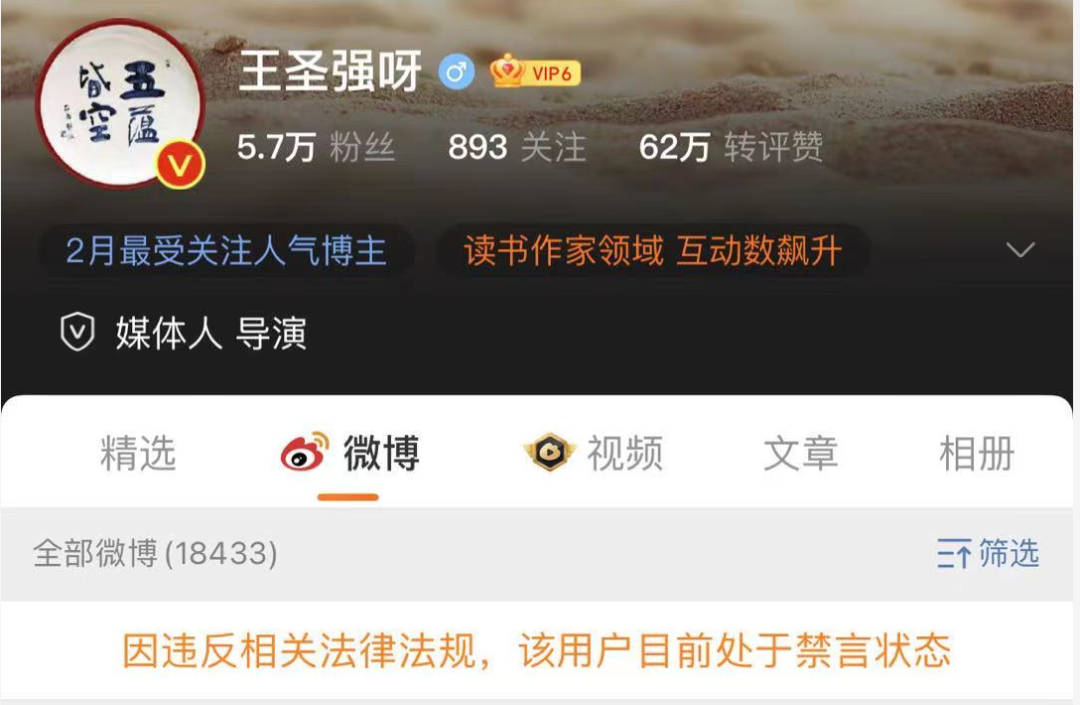 五蕴
皆空
王圣强呀 VIP6
5.7万 粉丝 893 关注 62万 转评赞
2月最受关注人气博主 读书作家领域 互动数飙升
媒体人 导演
精选 微博 视频 文章 相册
全部微博(18433) 筛选
因违反相关法律法规，该用户目前处于禁言状态